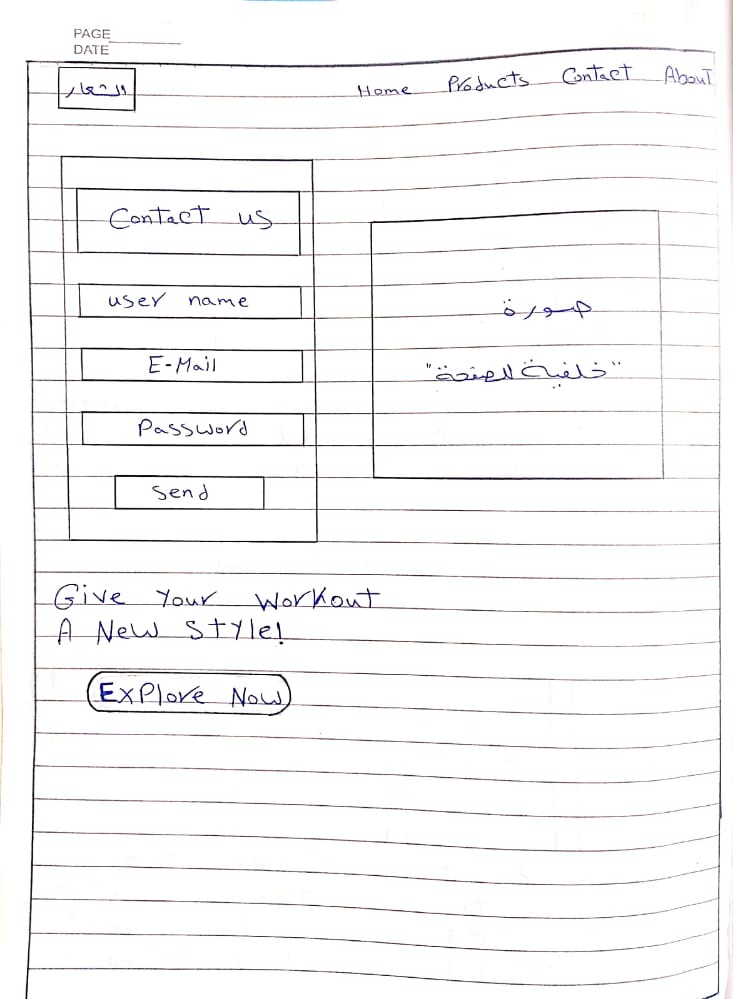 PAGE
DATE
الشعار
Home Products Contact About
Contact us
user name
E-Mail
Password
Send
صورة
"خلفية الصفحة"
Give Your Workout
A New Style!
Explore Now